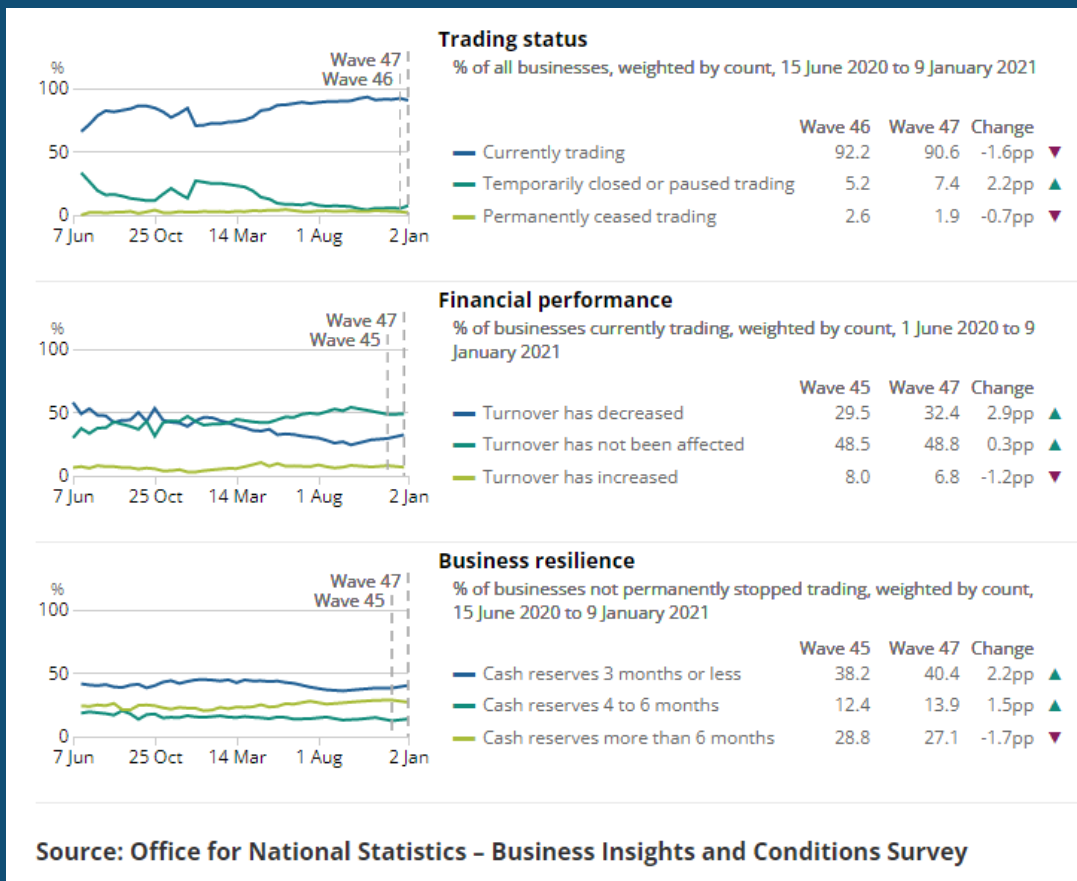 Trading status
% of all businesses, weighted by count, 15 June 2020 to 9 January 2021
Wave 47
Wave 46
%
100
50
0
7 Jun 25 Oct 14 Mar 1 Aug 2 Jan
Wave 46 Wave 47 Change
Currently trading 92.2 90.6 -1.6pp ▼
Temporarily closed or paused trading 5.2 7.4 2.2pp ▲
Permanently ceased trading 2.6 1.9 -0.7pp ▼
Financial performance
% of businesses currently trading, weighted by count, 1 June 2020 to 9
January 2021
Wave 47
Wave 45
%
100
50
0
7 Jun 25 Oct 14 Mar 1 Aug 2 Jan
Wave 45 Wave 47 Change
Turnover has decreased 29.5 32.4 2.9pp ▲
Turnover has not been affected 48.5 48.8 0.3pp ▲
Turnover has increased 8.0 6.8 -1.2pp ▼
Business resilience
% of businesses not permanently stopped trading, weighted by count,
15 June 2020 to 9 January 2021
Wave 47
Wave 45
%
100
50
0
7 Jun 25 Oct 14 Mar 1 Aug 2 Jan
Wave 45 Wave 47 Change
Cash reserves 3 months or less 38.2 40.4 2.2pp ▲
Cash reserves 4 to 6 months 12.4 13.9 1.5pp ▲
Cash reserves more than 6 months 28.8 27.1 -1.7pp ▼
Source: Office for National Statistics – Business Insights and Conditions Survey